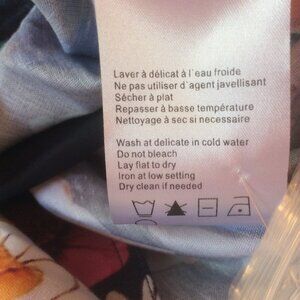 Laver à délicat à l'eau froide
Ne pas utiliser d'agent javellisant
Sécher à plat
Repasser à basse température
Nettoyage à sec si necessaire
Wash at delicate in cold water
Do not bleach
Lay flat to dry
Iron at low setting
Dry clean if needed